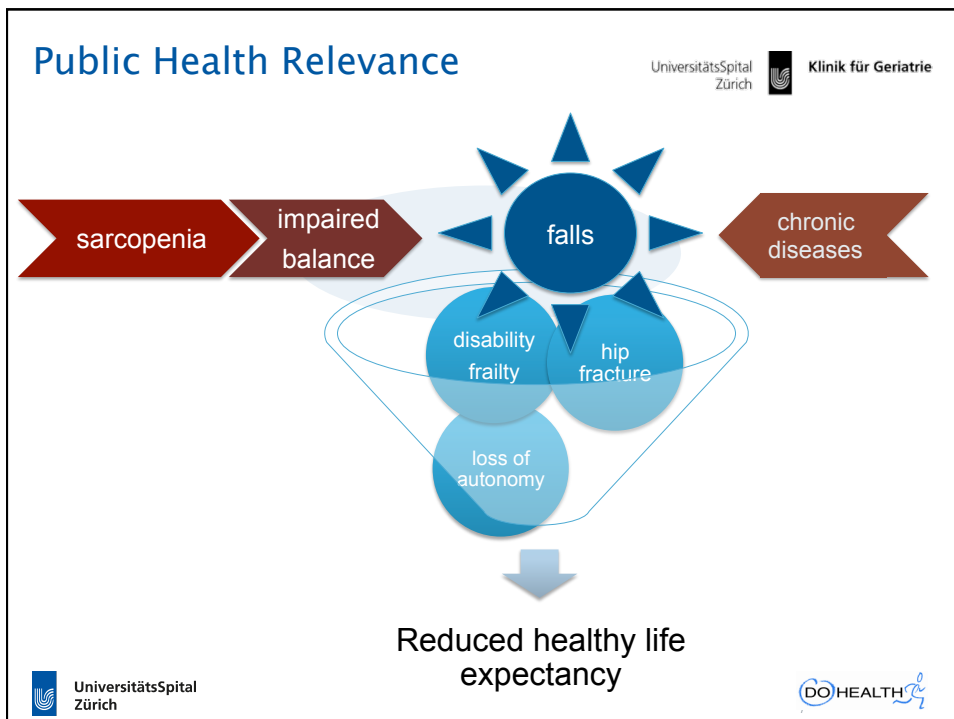 Public Health Relevance
UniversitätsSpital
Zürich
Klinik für Geriatrie
sarcopenia
impaired
balance
falls
chronic
diseases
disability
frailty
hip
fracture
loss of
autonomy
Reduced healthy life
expectancy
UniversitätsSpital
Zürich
DO HEALTH